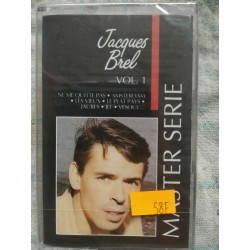 Jacques
Brel
VOL. 1
NE ME QUITTE PAS • AMSTERDAM
• LES VIEUX • LE PLAT PAYS •
JAURÈS • JEF • VESOUL...
MASTER SERIE
58F